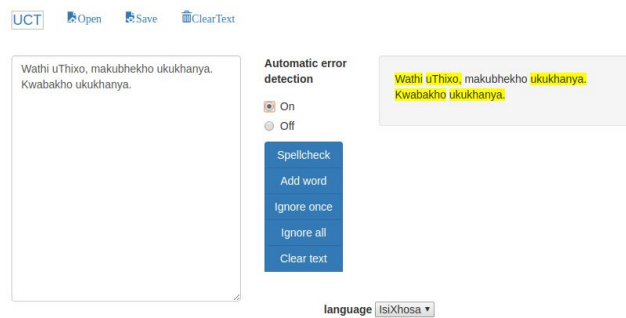 UCT Open Save ClearText
Wathi uThixo, makubhekho ukukhanya.
Kwabakho ukukhanya.
Automatic error
detection
On
Off
Spellcheck
Add word
Ignore once
Ignore all
Clear text
Wathi uThixo, makubhekho ukukhanya.
Kwabakho ukukhanya.
language IsiXhosa